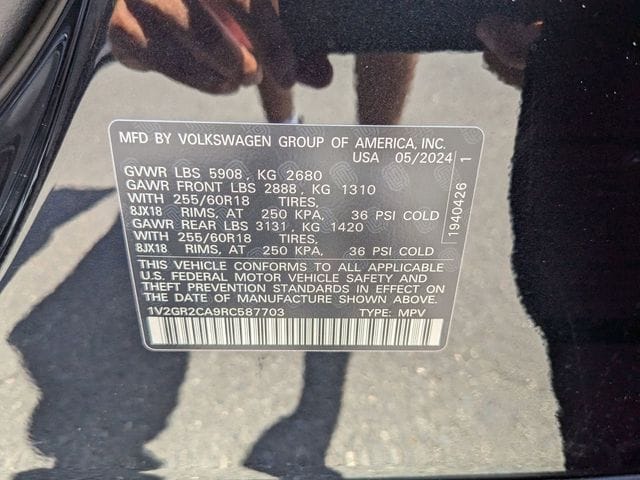 MFD BY VOLKSWAGEN GROUP OF AMERICA, INC.
USA 05/2024
GVWR LBS 5908, KG 2680
GAWR FRONT LBS 2888, KG 1310
WITH 255/60R18 TIRES,
8JX18 RIMS, AT 250 KPA, 36 PSI COLD
GAWR REAR LBS 3131, KG 1420
WITH 255/60R18 TIRES,
8JX18 RIMS, AT 250 KPA, 36 PSI COLD
1940426 1
THIS VEHICLE CONFORMS TO ALL APPLICABLE
U.S. FEDERAL MOTOR VEHICLE SAFETY AND
THEFT PREVENTION STANDARDS IN EFFECT ON
THE DATE OF MANUFACTURE SHOWN ABOVE.
1V2GR2CA9RC587703 TYPE: MPV